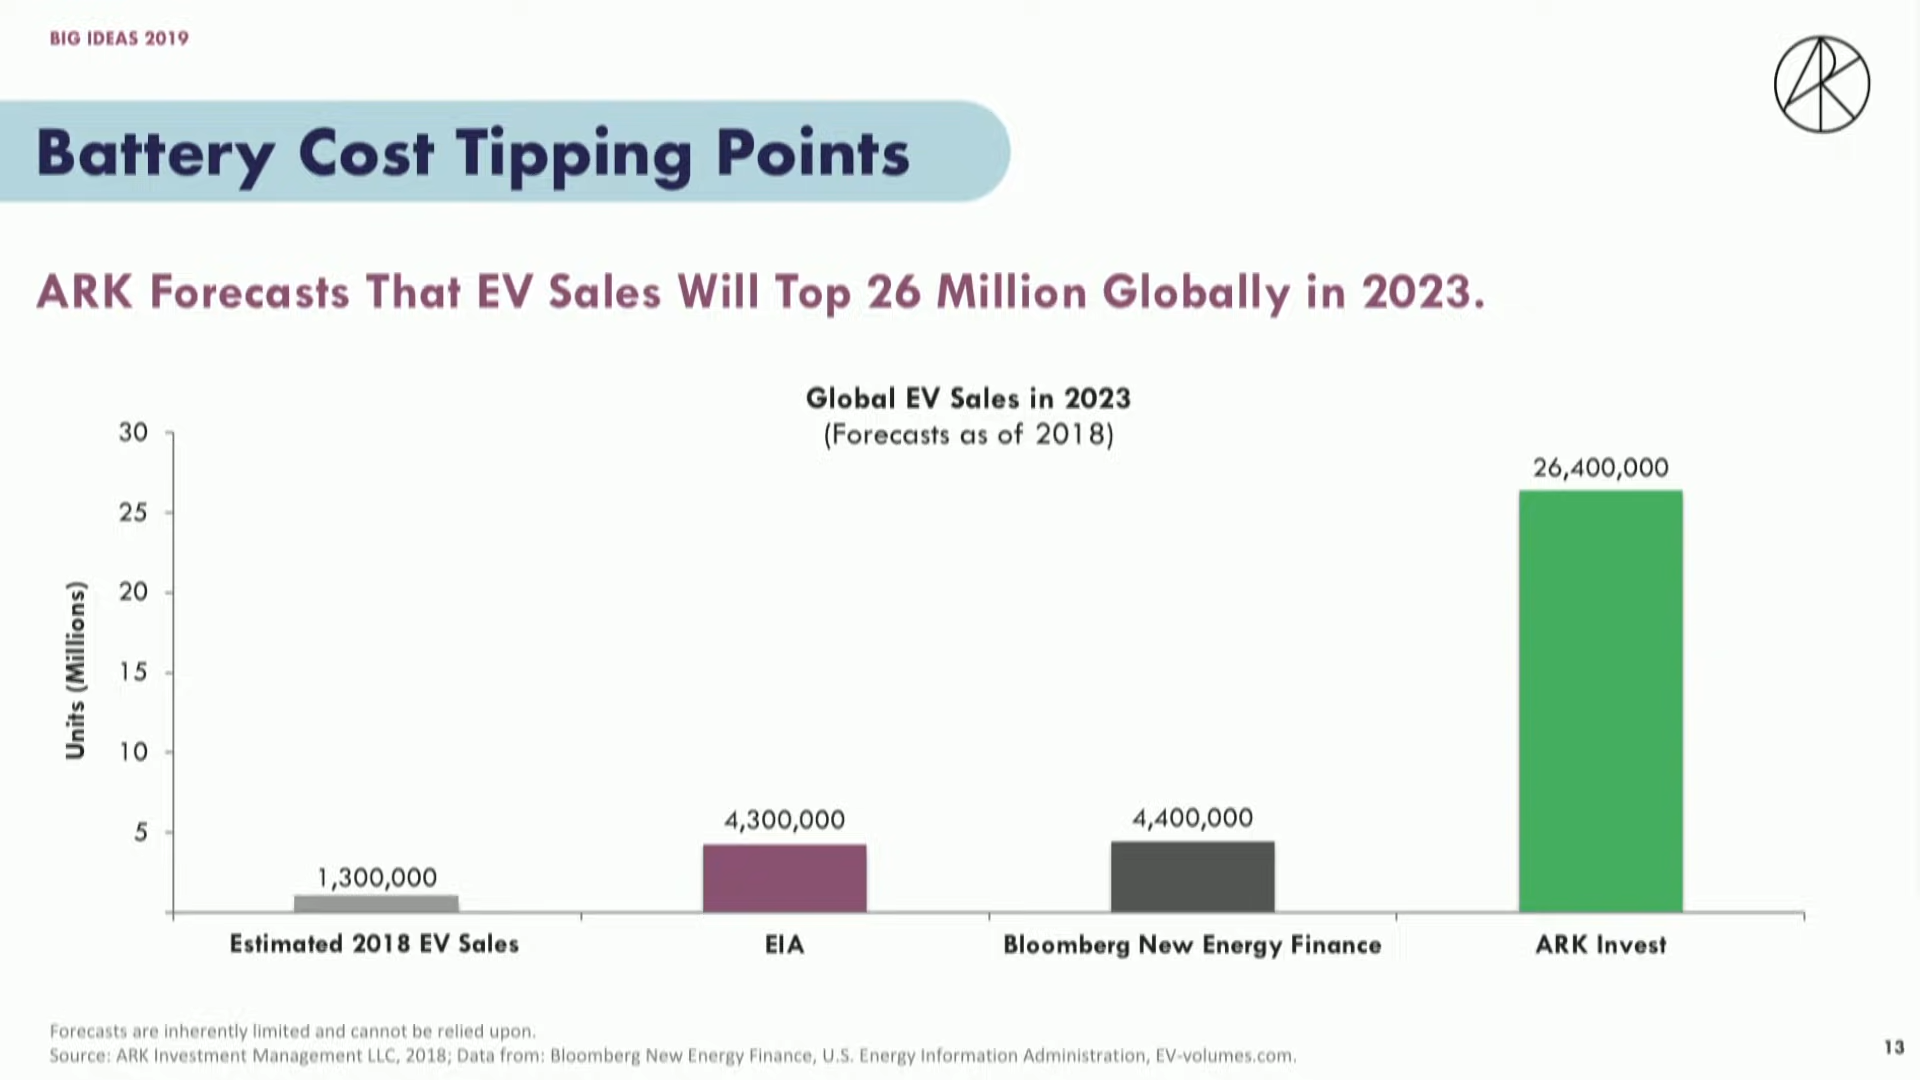 BIG IDEAS 2019
Battery Cost Tipping Points
ARK Forecasts That EV Sales Will Top 26 Million Globally in 2023.
Global EV Sales in 2023
(Forecasts as of 2018)
Units (Millions)
30
25
20
15
10
5
1,300,000
4,300,000
4,400,000
26,400,000
Estimated 2018 EV Sales
EIA
Bloomberg New Energy Finance
ARK Invest
Forecasts are inherently limited and cannot be relied upon.
Source: ARK Investment Management LLC, 2018; Data from: Bloomberg New Energy Finance, U.S. Energy Information Administration, EV-volumes.com.
13